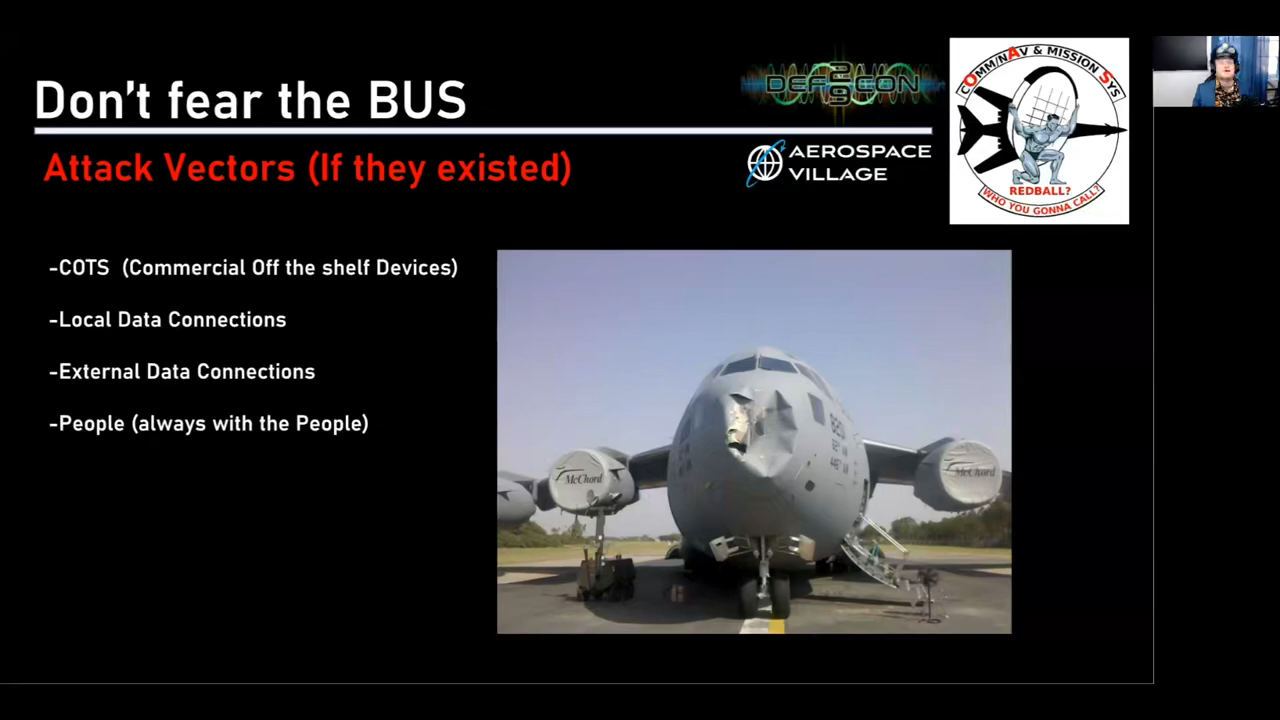 Don't fear the BUS
Attack Vectors (If they existed)
DEF CON
29
AEROSPACE
VILLAGE
COMM/NAV & MISSION SYS
REDBALL?
WHO YOU GONNA CALL?
-COTS  (Commercial Off the shelf Devices)
-Local Data Connections
-External Data Connections
-People (always with the People)
McChord
McChord